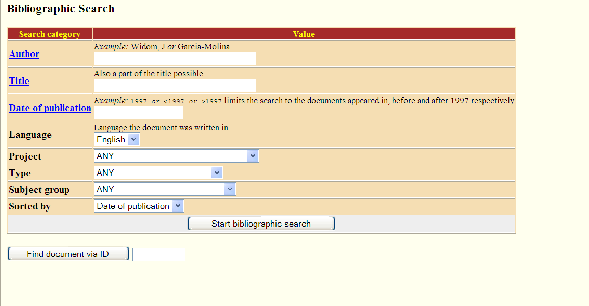 Bibliographic Search
Search category Value
Author Example: Widom, J or Garcia-Molina
Title Also a part of the title possible
Date of publication Example: 1997 or <1997 or >1997 limits the search to the documents appeared in, before and after 1997 respectively
Language Language the document was written in
English
Project ANY
Type ANY
Subject group ANY
Sorted by Date of publication
Start bibliographic search
Find document via ID